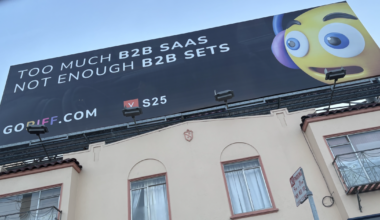 TOO MUCH B2B SAAS
NOT ENOUGH B2B SETS
Y S25
GORIFF.COM